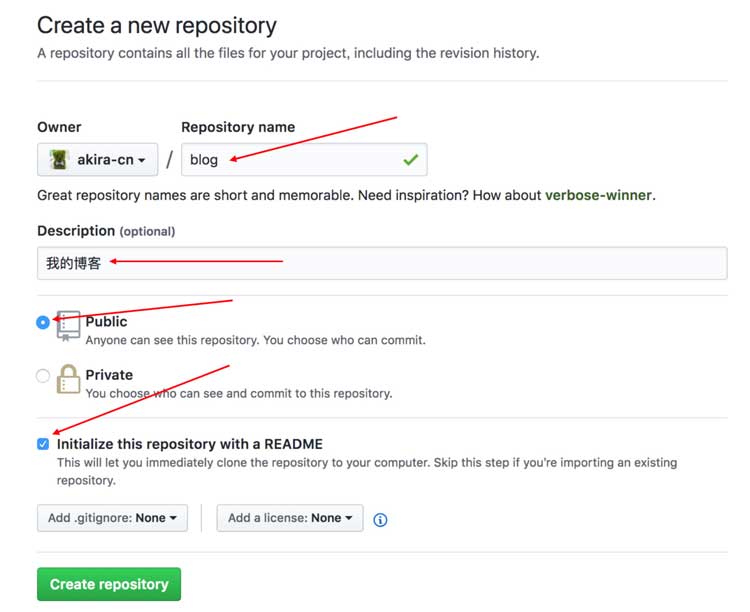 Create a new repository
A repository contains all the files for your project, including the revision history.
Owner
Repository name
akira-cn
/
blog
Great repository names are short and memorable. Need inspiration? How about verbose-winner.
Description (optional)
我的博客
Public
Anyone can see this repository. You choose who can commit.
Private
You choose who can see and commit to this repository.
Initialize this repository with a README
This will let you immediately clone the repository to your computer. Skip this step if you’re importing an existing
repository.
Add .gitignore: None
Add a license: None
Create repository